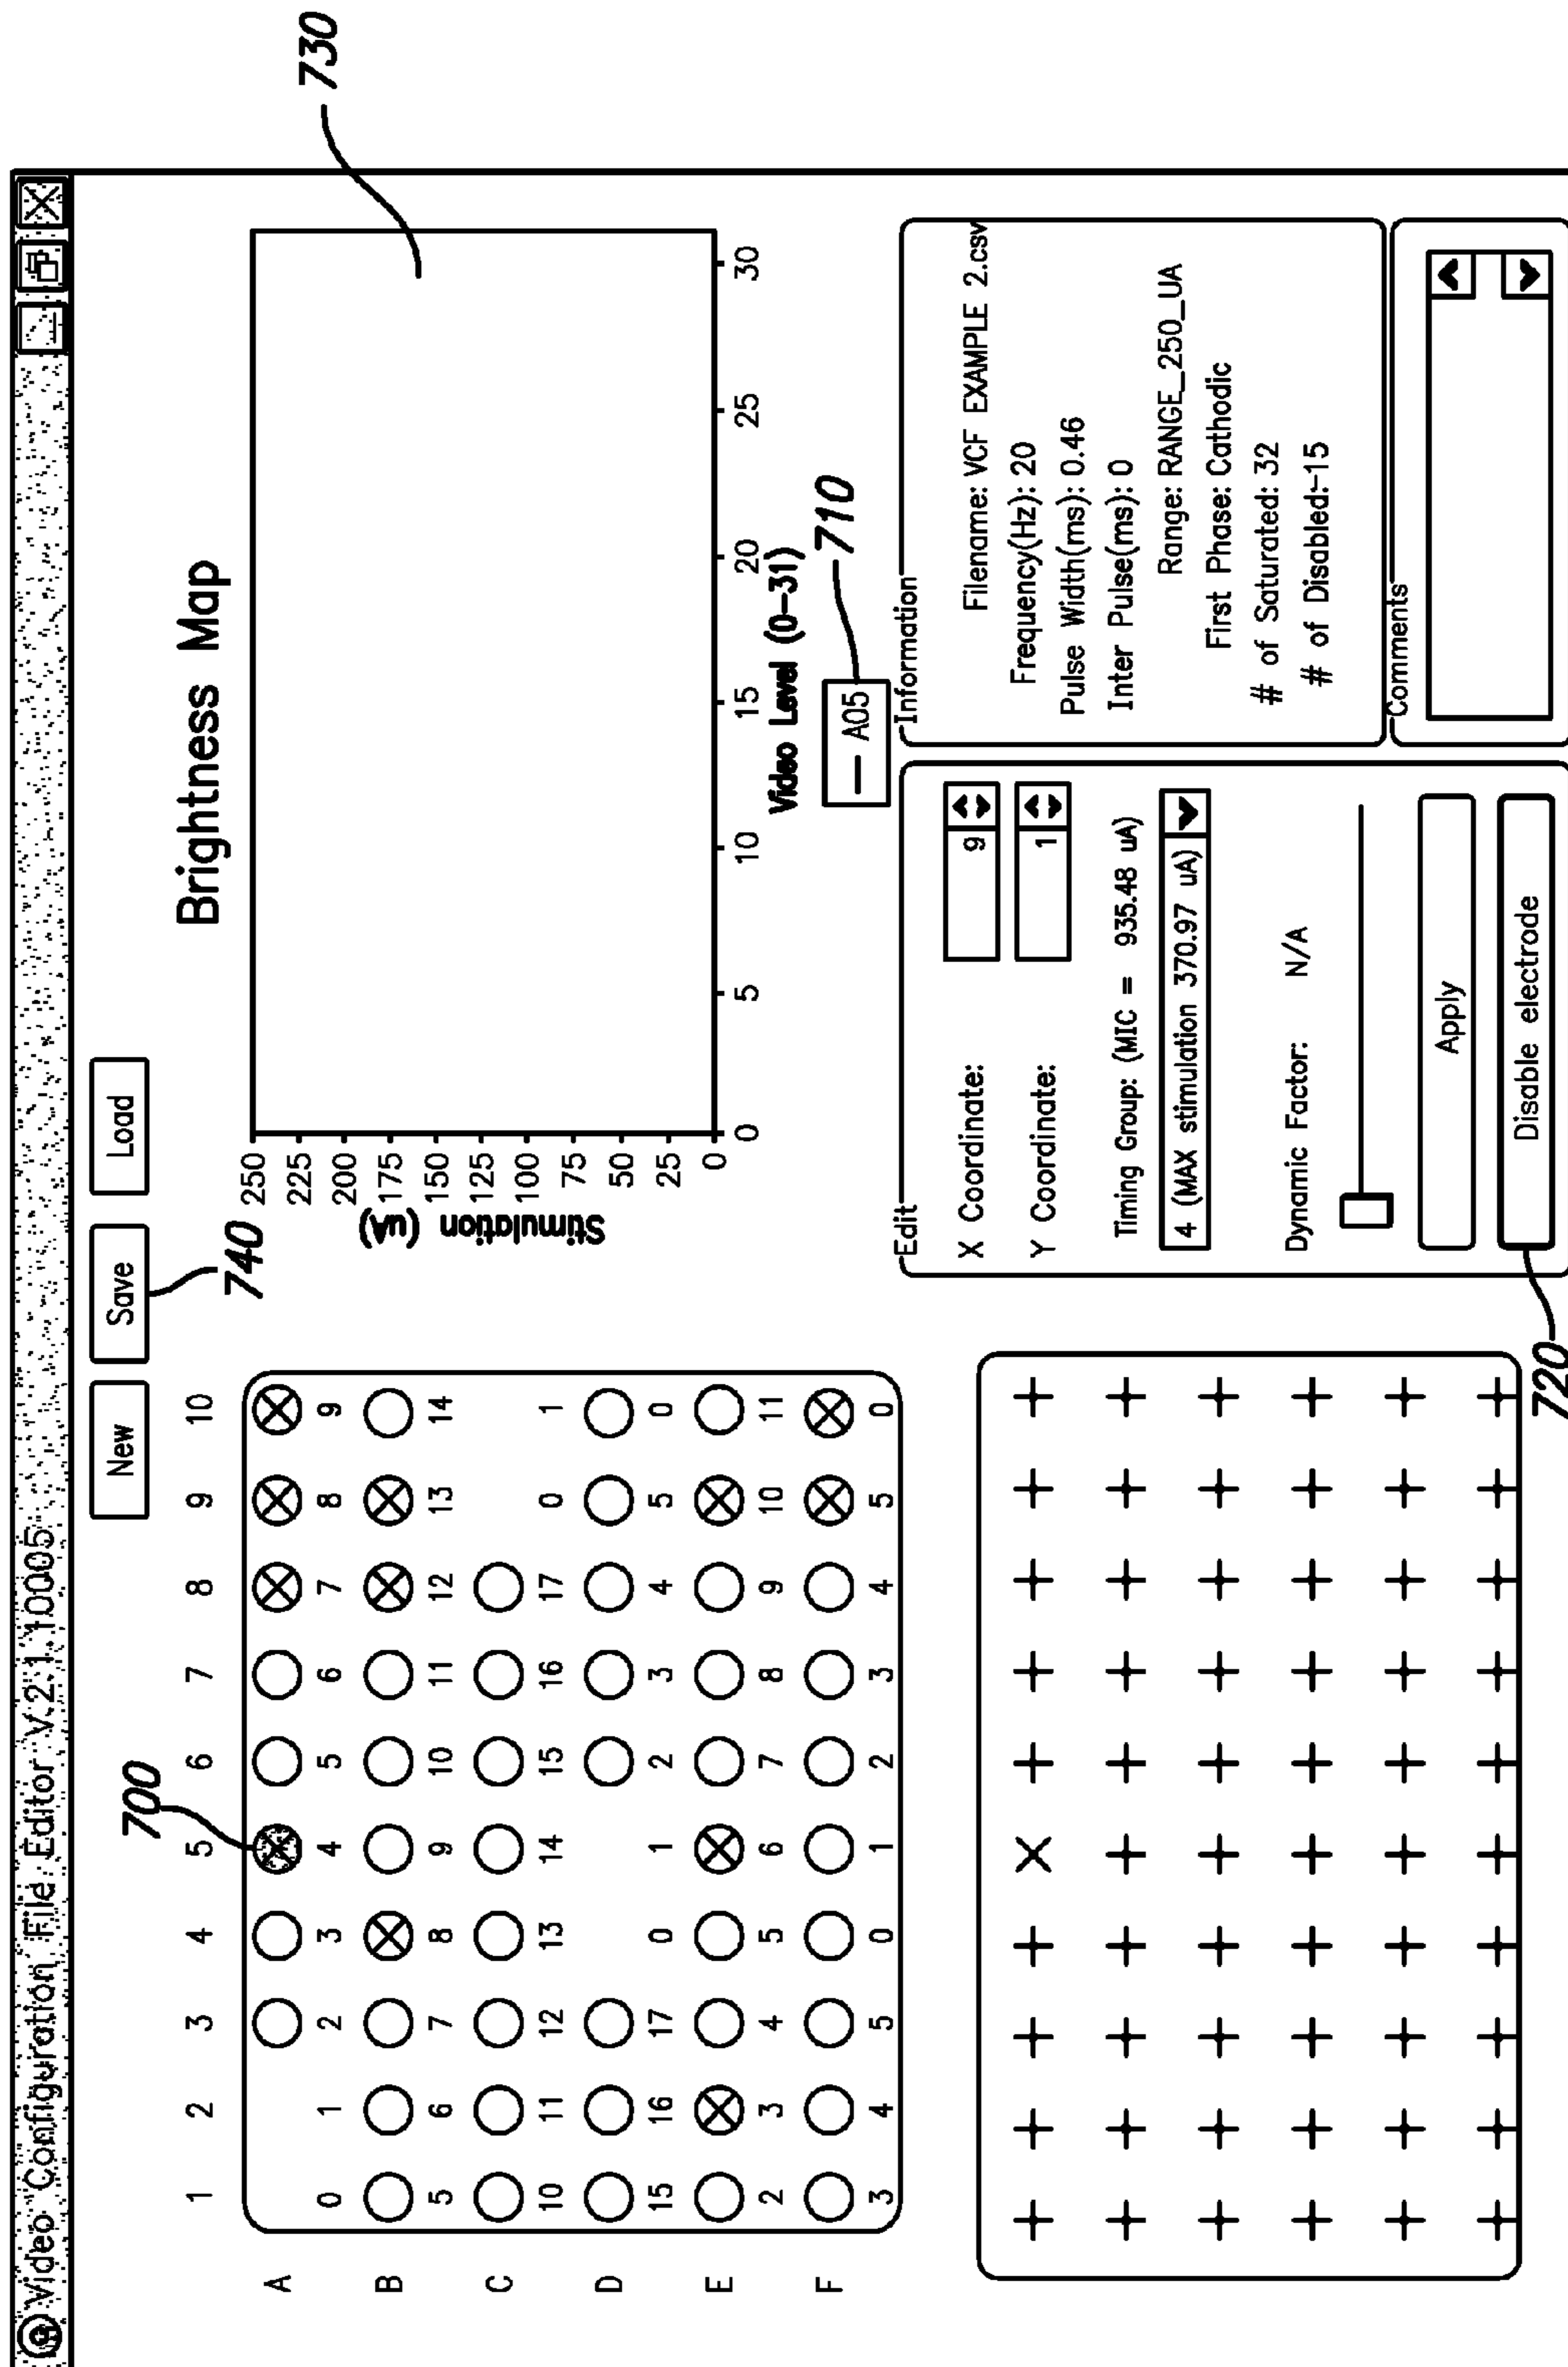 Video Configuration File Editor V.2.1.10005
New
Save
Load
740
700
1 2 3 4 5 6 7 8 9 10
A
0 1 2 3 4 5 6 7 8 9
B
5 6 7 8 9 10 11 12 13 14
C
10 11 12 13 14 15 16 17 0 1
D
15 16 17 0 1 2 3 4 5 0
E
2 3 4 5 6 7 8 9 10 11
F
3 4 5 0 1 2 3 4 5 0
Brightness Map
730
Stimulation (uA)
250
225
200
175
150
125
100
75
50
25
0
0 5 10 15 20 25 30
Video Level (0-31)
— A05
710
Edit
X Coordinate: 9
Y Coordinate: 1
Timing Group: (MIC = 935.48 uA)
4 (MAX stimulation 370.97 uA)
Dynamic Factor: N/A
Apply
Disable electrode
720
Information
Filename: VCF EXAMPLE 2.csv
Frequency(Hz): 20
Pulse Width(ms): 0.46
Inter Pulse(ms): 0
Range: RANGE_250_UA
First Phase: Cathodic
# of Saturated: 32
# of Disabled:-15
Comments